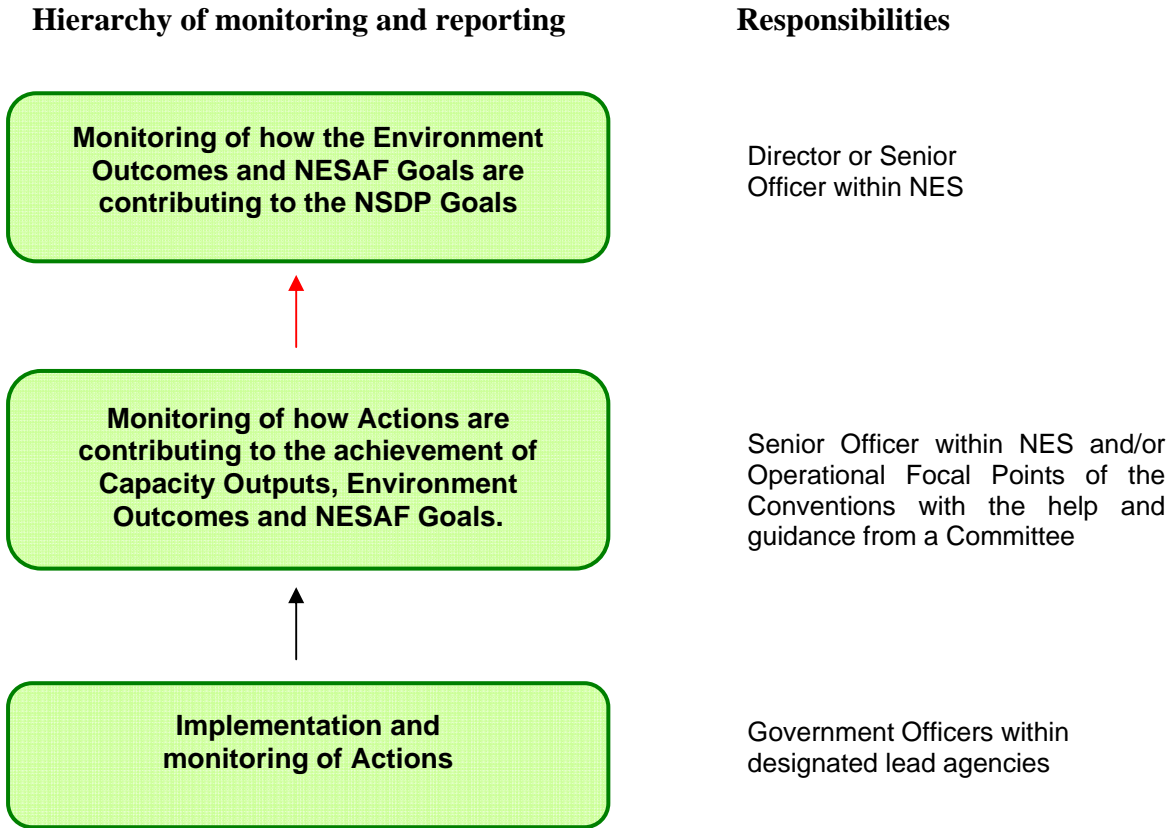 Hierarchy of monitoring and reporting
Responsibilities
Monitoring of how the Environment
Outcomes and NESAF Goals are
contributing to the NSDP Goals
Director or Senior
Officer within NES
Monitoring of how Actions are
contributing to the achievement of
Capacity Outputs, Environment
Outcomes and NESAF Goals.
Senior Officer within NES and/or
Operational Focal Points of the
Conventions with the help and
guidance from a Committee
Implementation and
monitoring of Actions
Government Officers within
designated lead agencies